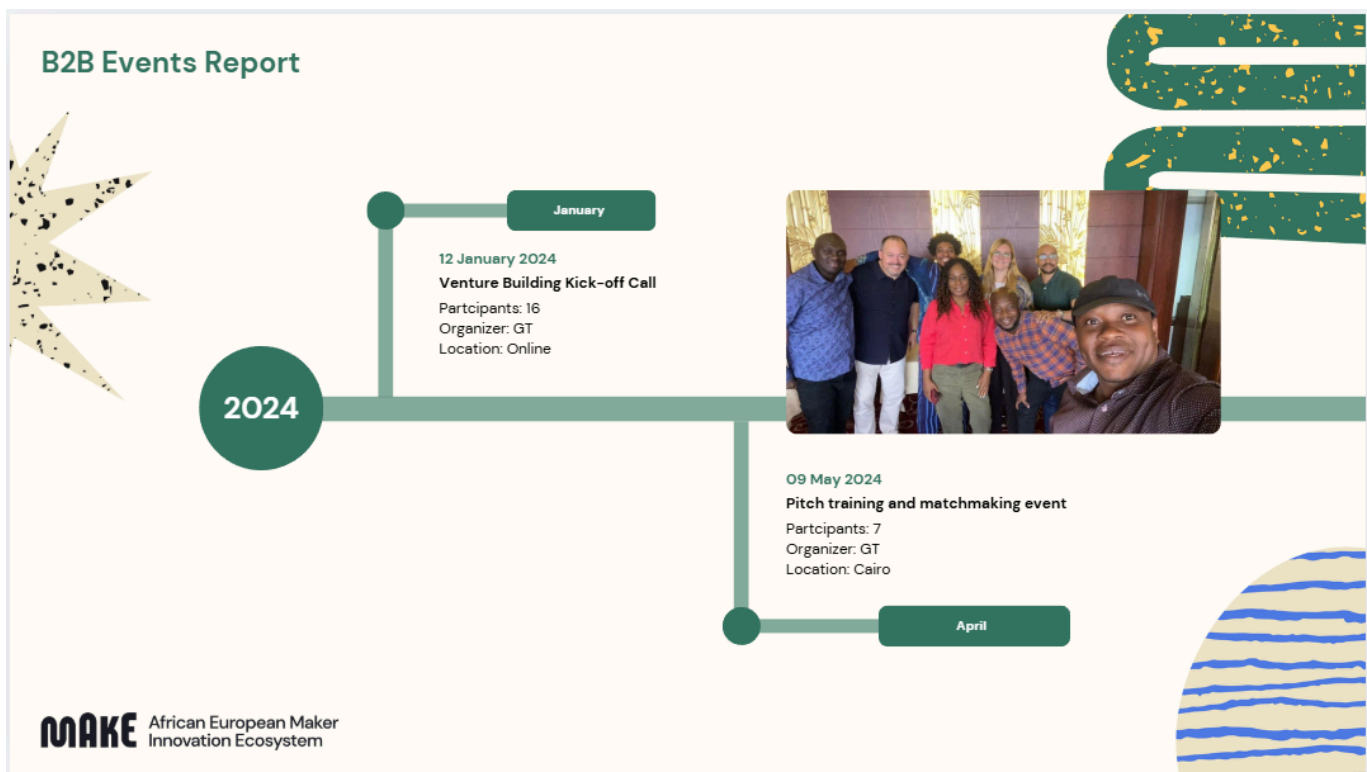 B2B Events Report
January
12 January 2024
Venture Building Kick-off Call
Partcipants: 16
Organizer: GT
Location: Online
2024
09 May 2024
Pitch training and matchmaking event
Partcipants: 7
Organizer: GT
Location: Cairo
April
MAKE
African European Maker
Innovation Ecosystem